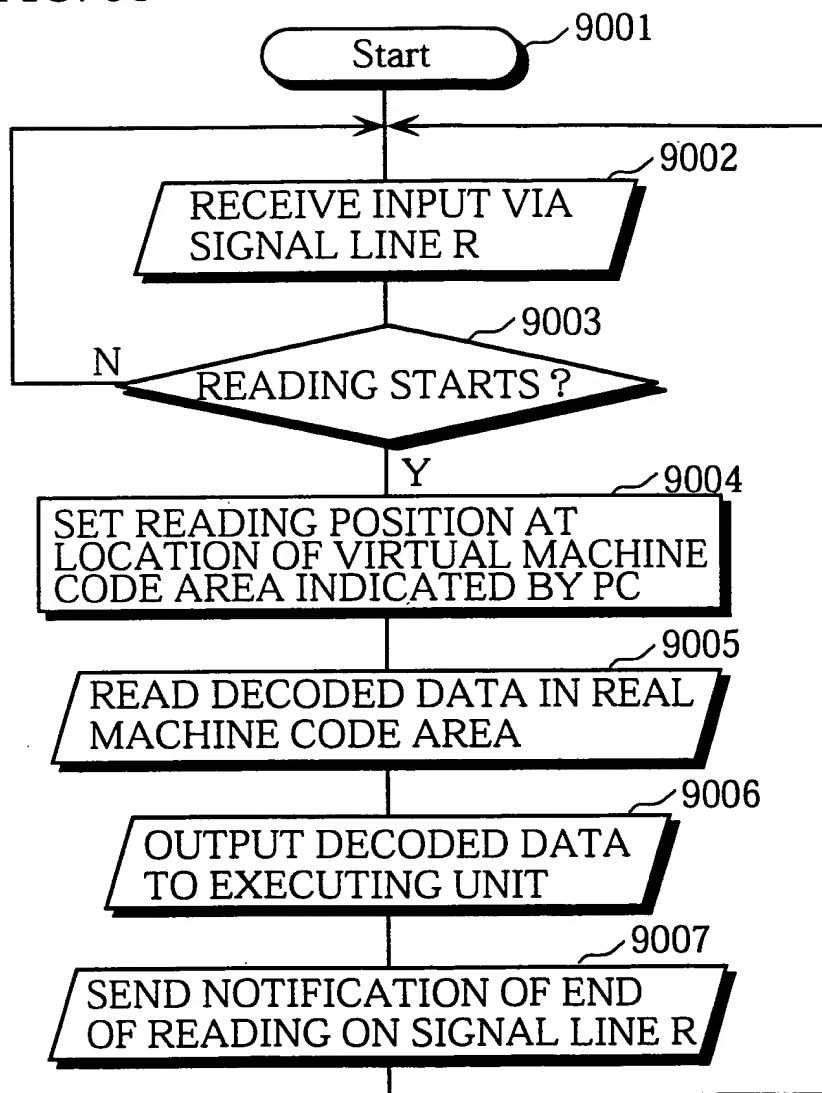 Start
9001
9002
RECEIVE INPUT VIA
SIGNAL LINE R
9003
N
READING STARTS ?
Y
9004
SET READING POSITION AT
LOCATION OF VIRTUAL MACHINE
CODE AREA INDICATED BY PC
9005
READ DECODED DATA IN REAL
MACHINE CODE AREA
9006
OUTPUT DECODED DATA
TO EXECUTING UNIT
9007
SEND NOTIFICATION OF END
OF READING ON SIGNAL LINE R